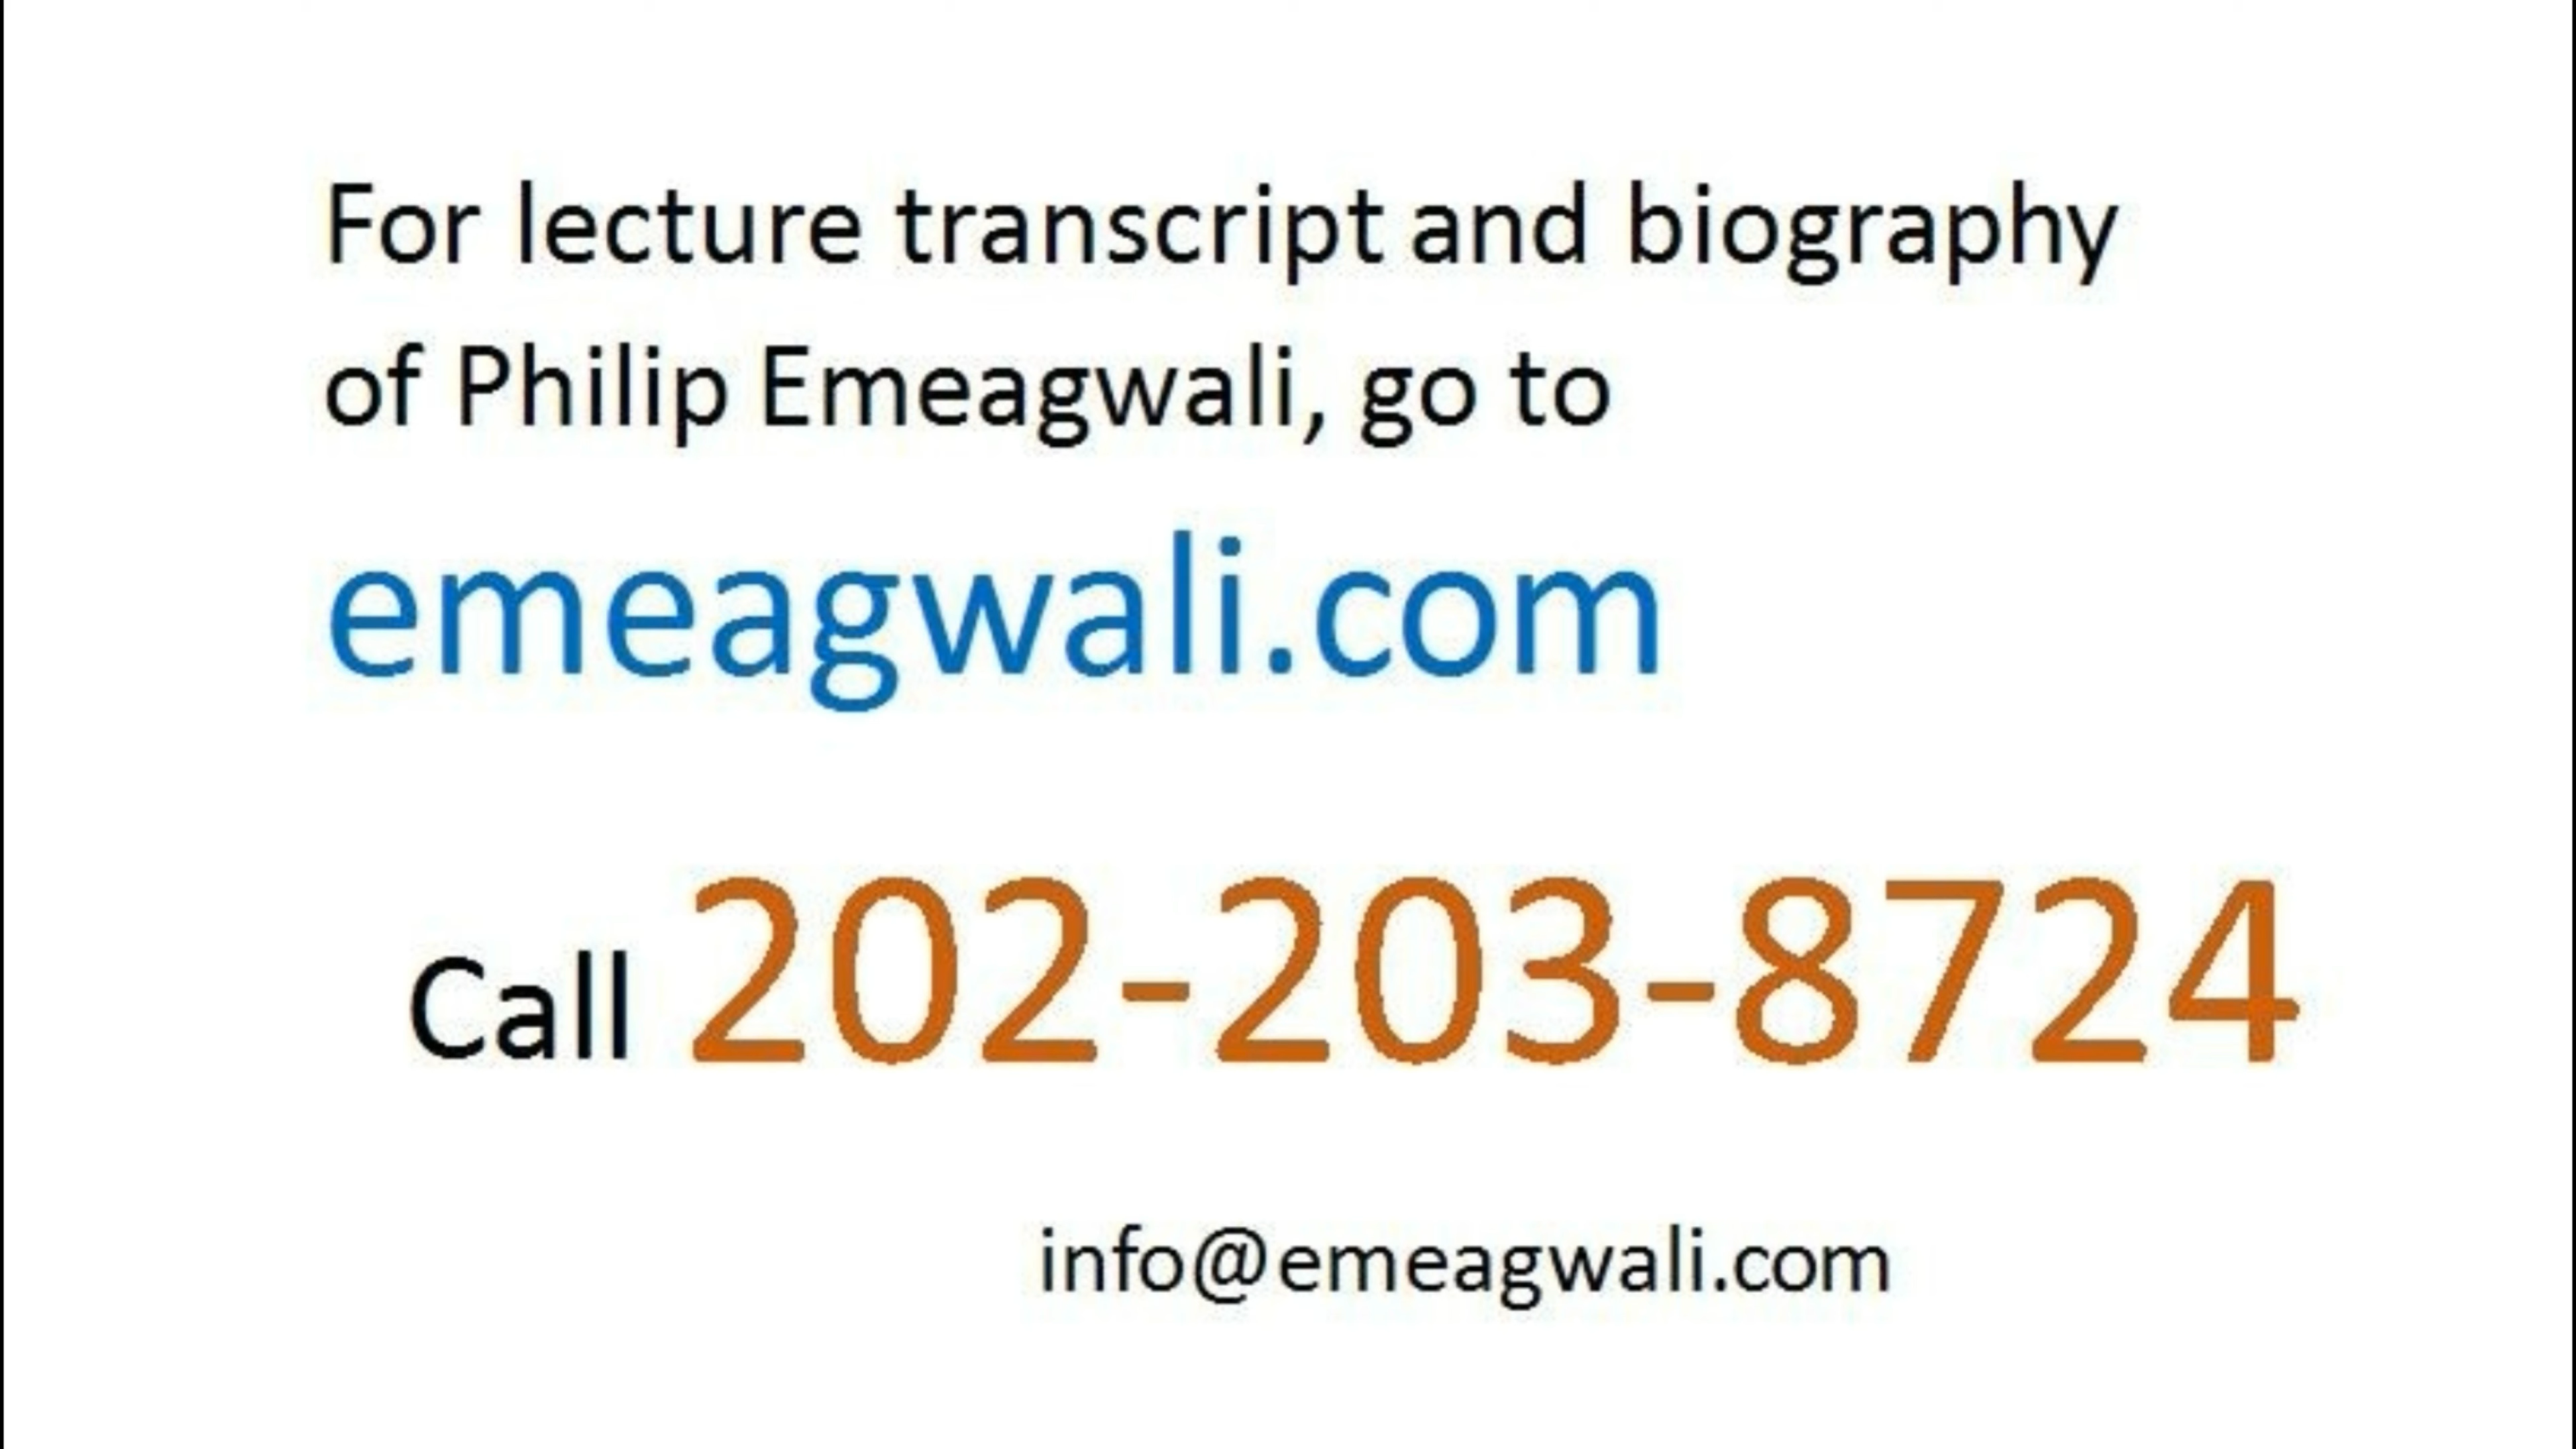 For lecture transcript and biography
of Philip Emeagwali, go to
emeagwali.com
Call 202-203-8724
info@emeagwali.com